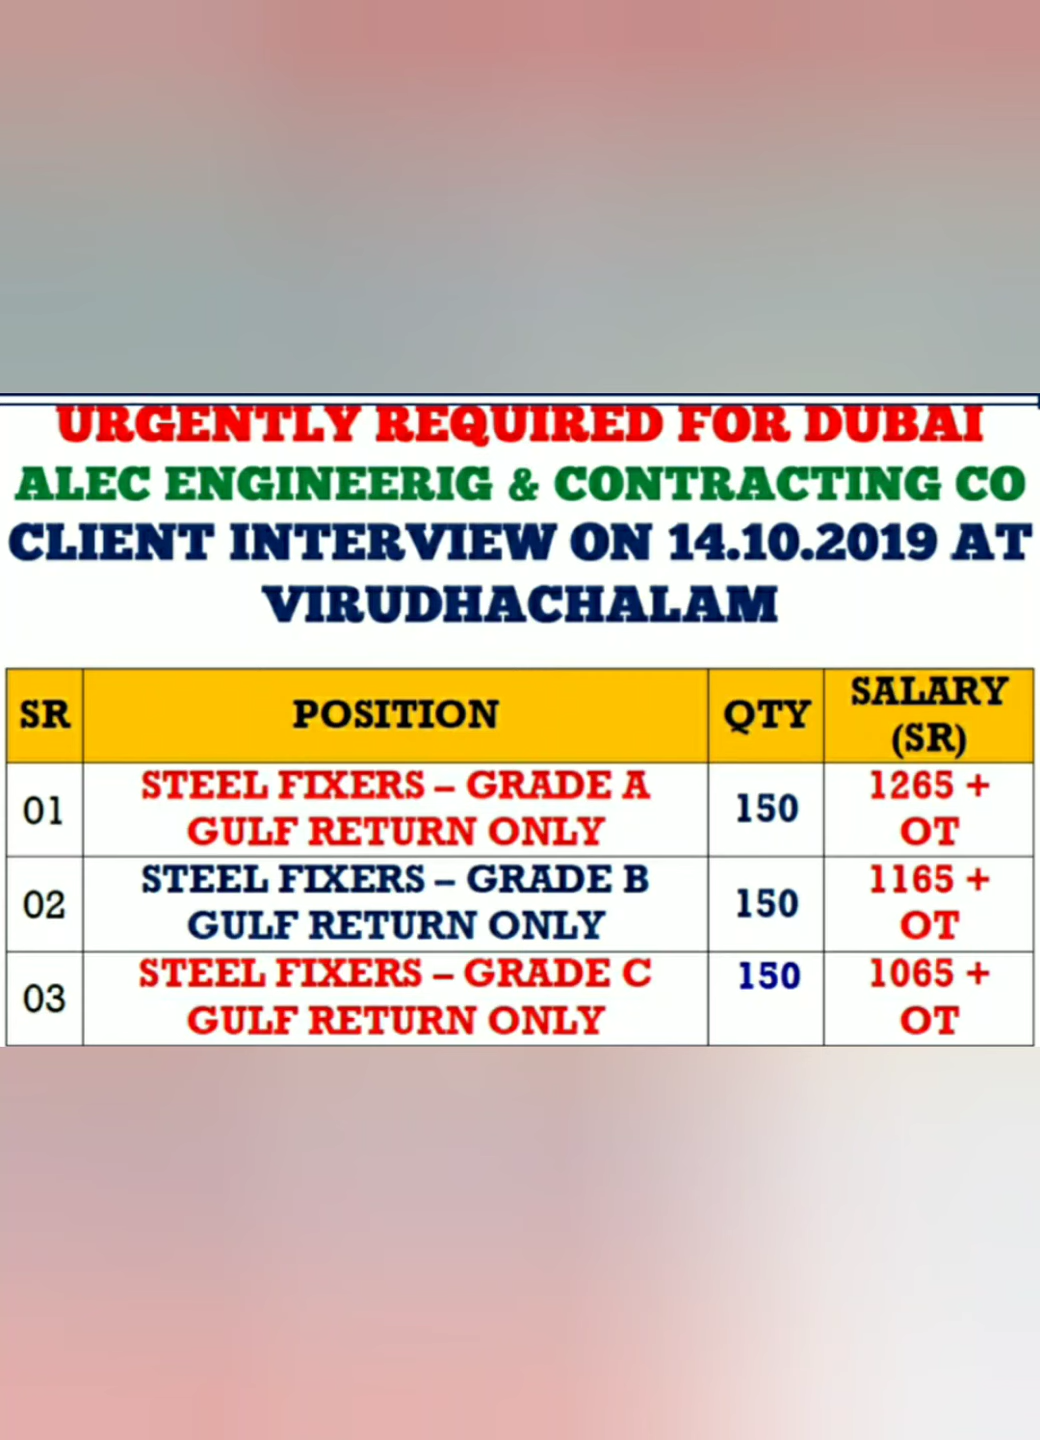 URGENTLY REQUIRED FOR DUBAI
ALEC ENGINEERIG & CONTRACTING CO
CLIENT INTERVIEW ON 14.10.2019 AT
VIRUDHACHALAM
SR POSITION QTY SALARY (SR)
01 STEEL FIXERS – GRADE A GULF RETURN ONLY 150 1265 + OT
02 STEEL FIXERS – GRADE B GULF RETURN ONLY 150 1165 + OT
03 STEEL FIXERS – GRADE C GULF RETURN ONLY 150 1065 + OT